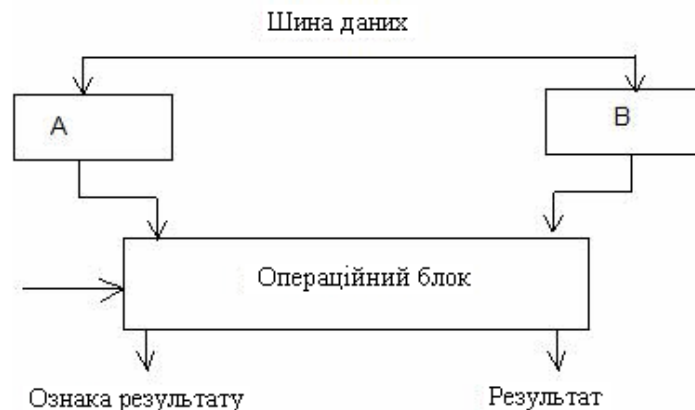 Шина даних
А
В
Операційний блок
Ознака результату
Результат